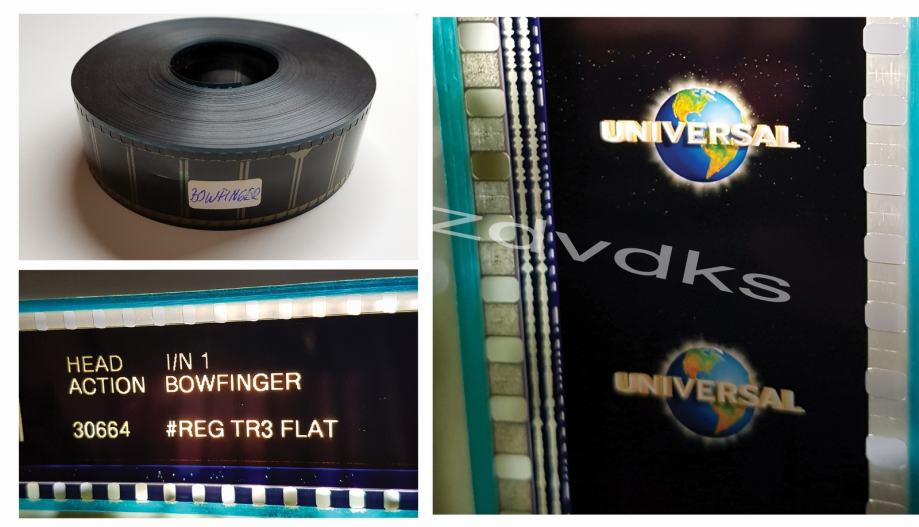 BOWFINGER
HEAD I/N 1
ACTION BOWFINGER
30664 #REG TR3 FLAT
UNIVERSAL
UNIVERSAL
Zdvdks